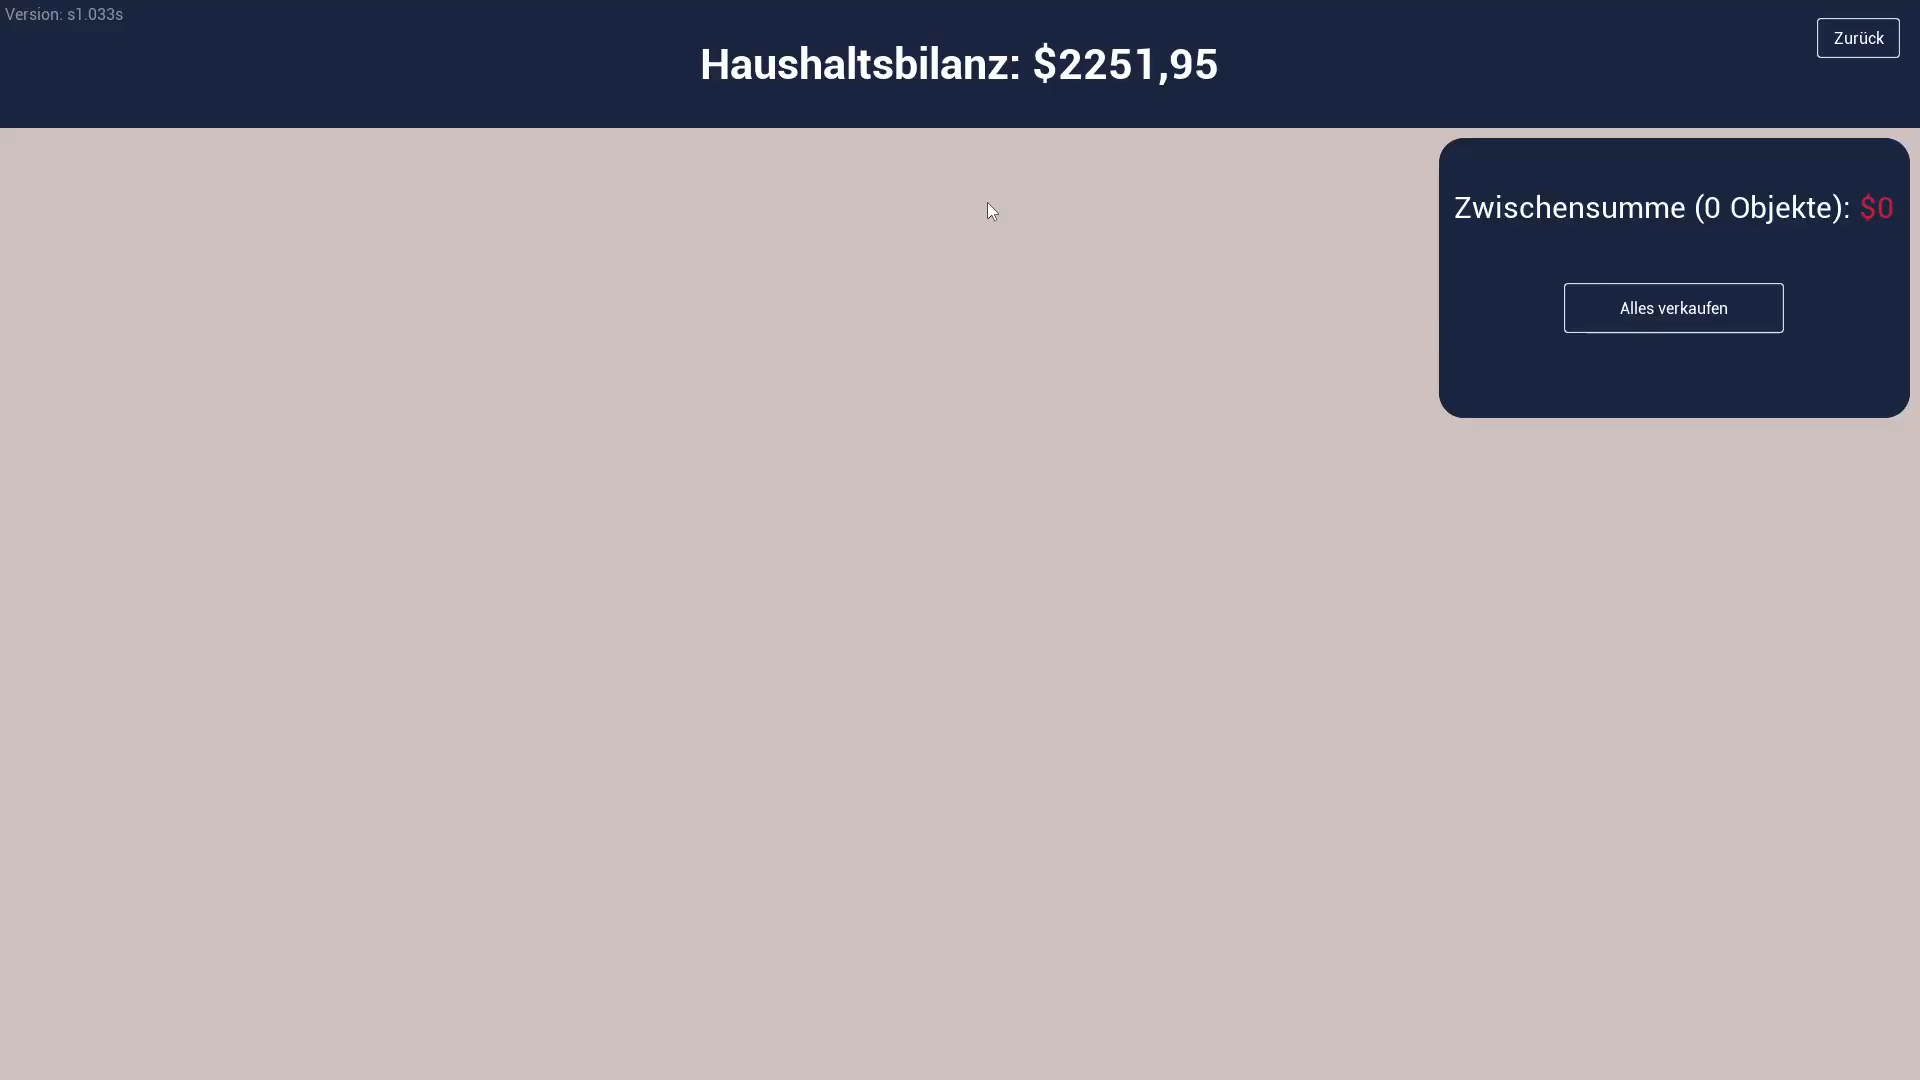 Version: s1.033s
Zurück
Haushaltsbilanz: $2251,95
Zwischensumme (0 Objekte): $0
Alles verkaufen